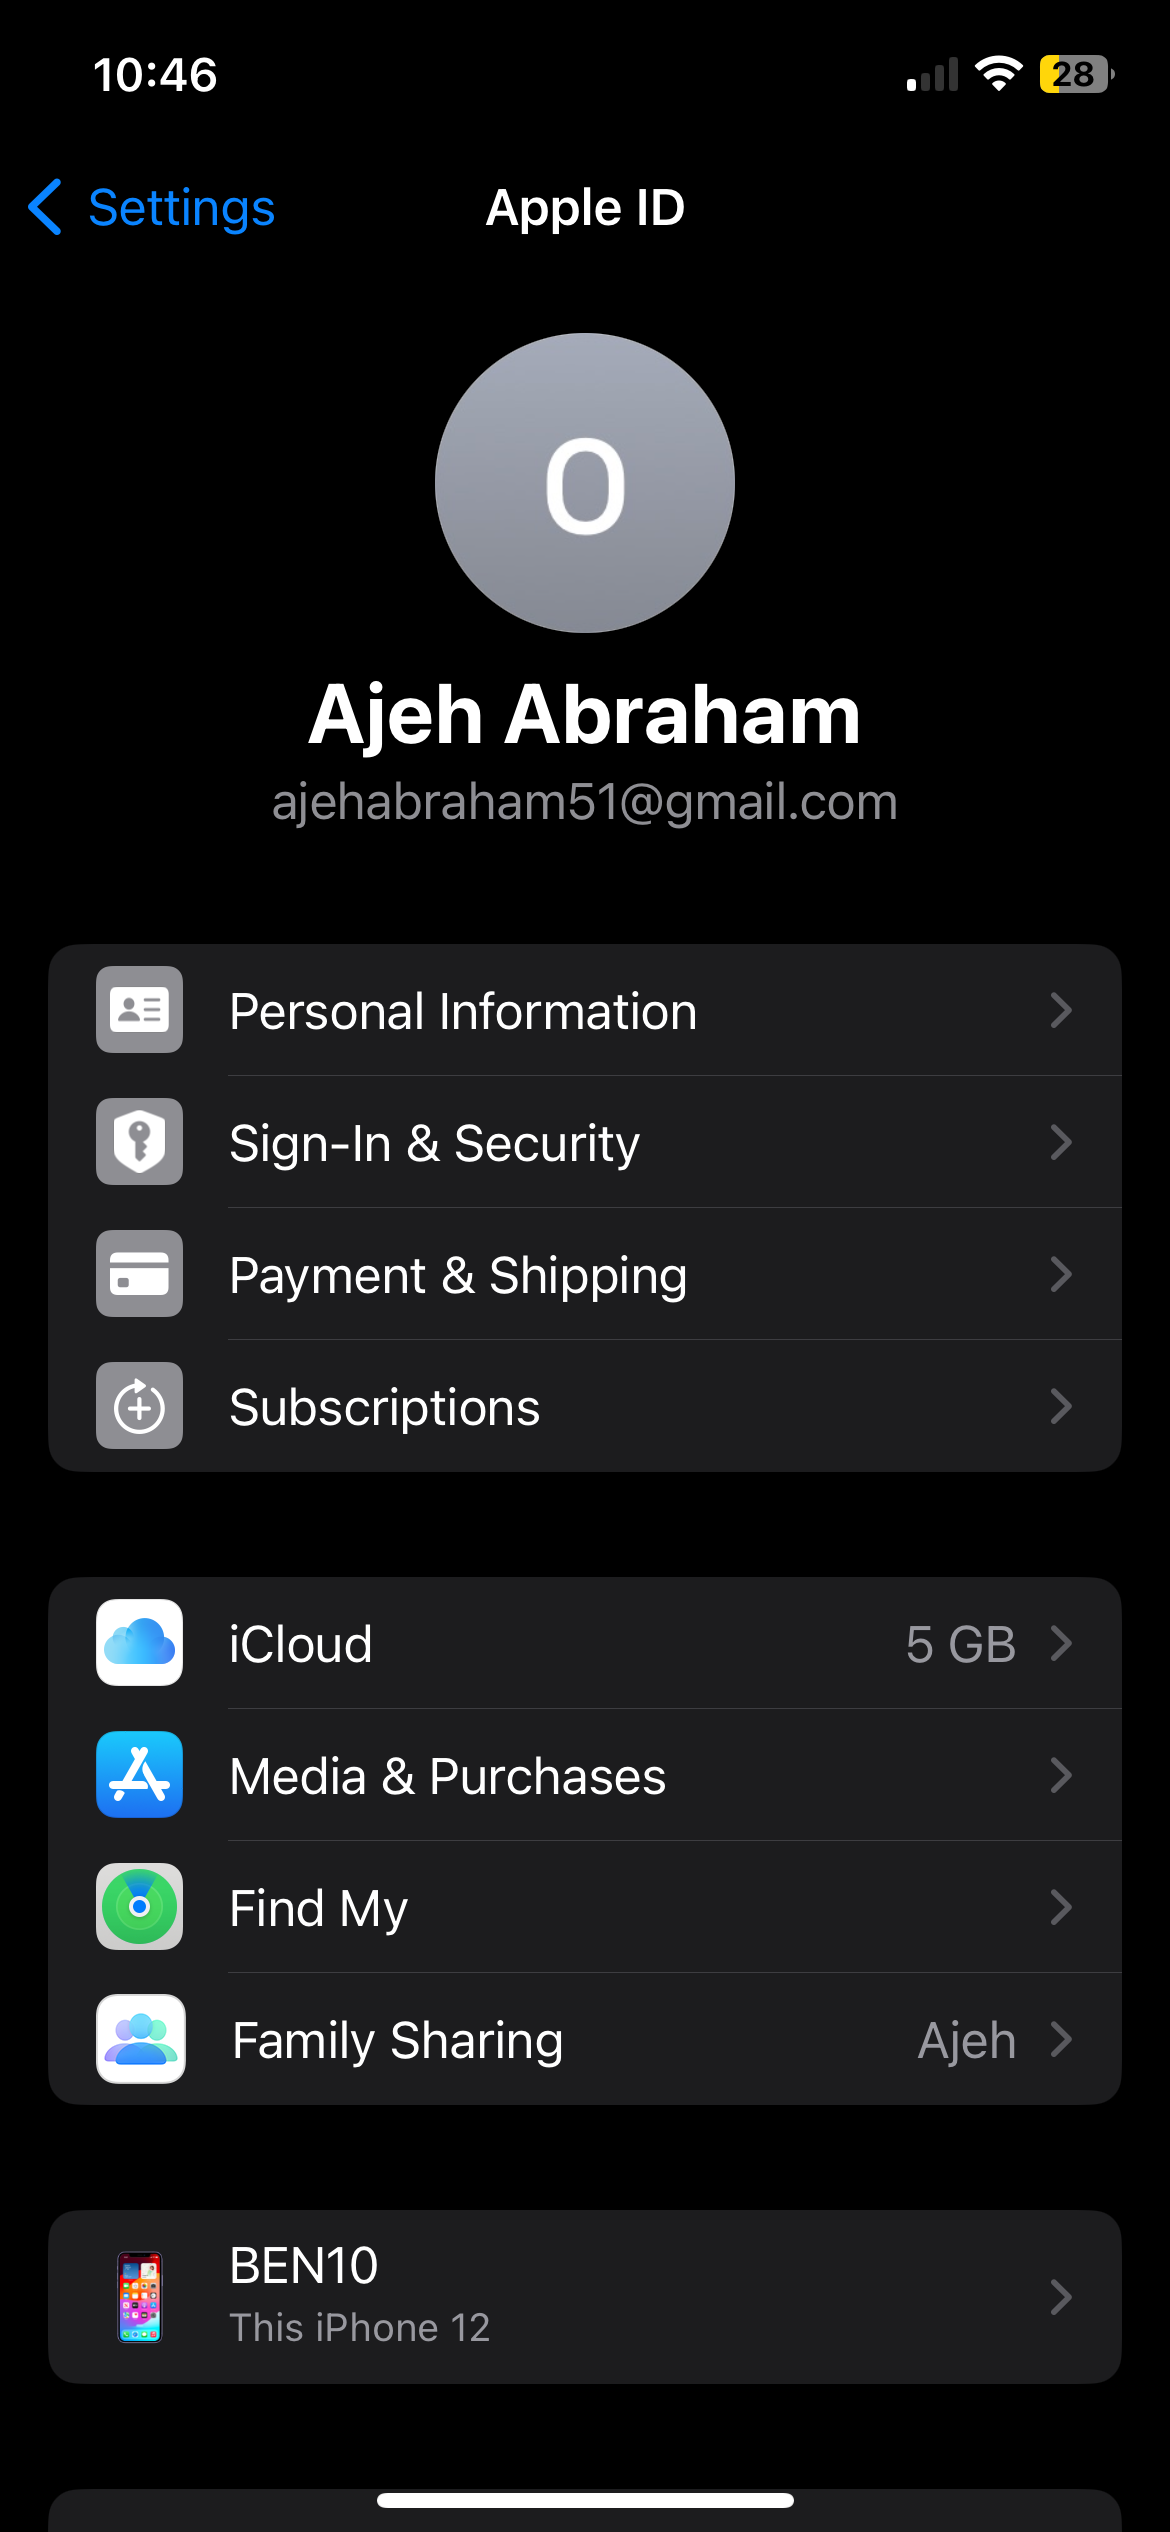 10:46
28
Settings
Apple ID
O
Ajeh Abraham
ajehabraham51@gmail.com
Personal Information
Sign-In & Security
Payment & Shipping
Subscriptions
iCloud
5 GB
Media & Purchases
Find My
Family Sharing
Ajeh
BEN10
This iPhone 12